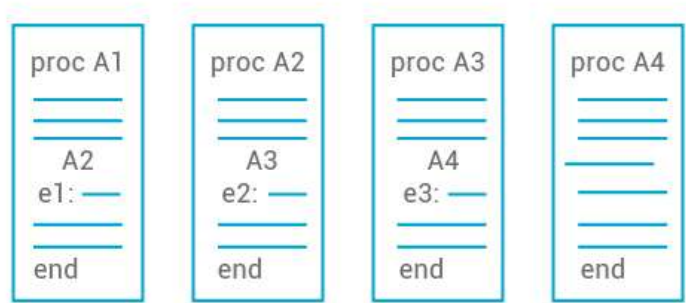 proc A1
A2
e1:
end
proc A2
A3
e2:
end
proc A3
A4
e3:
end
proc A4
end